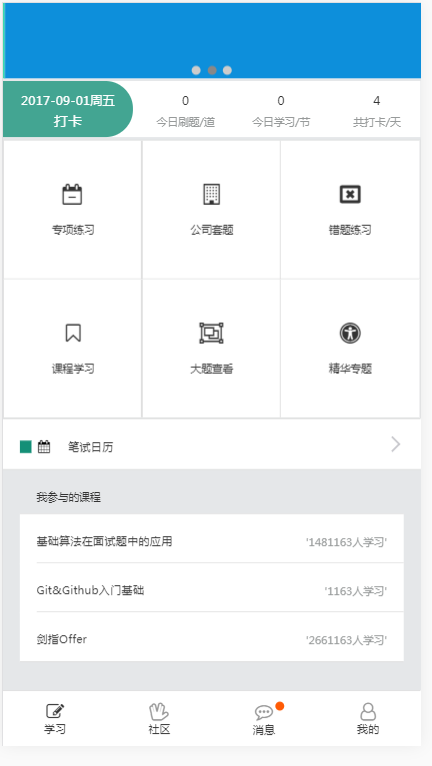 2017-09-01周五
打卡
0
今日刷题/道
0
今日学习/节
4
共打卡/天
专项练习
公司套题
错题练习
课程学习
大题查看
精华专题
笔试日历
我参与的课程
基础算法在面试题中的应用 '1481163人学习'
Git&Github入门基础 '1163人学习'
剑指Offer '2661163人学习'
学习
社区
消息
我的